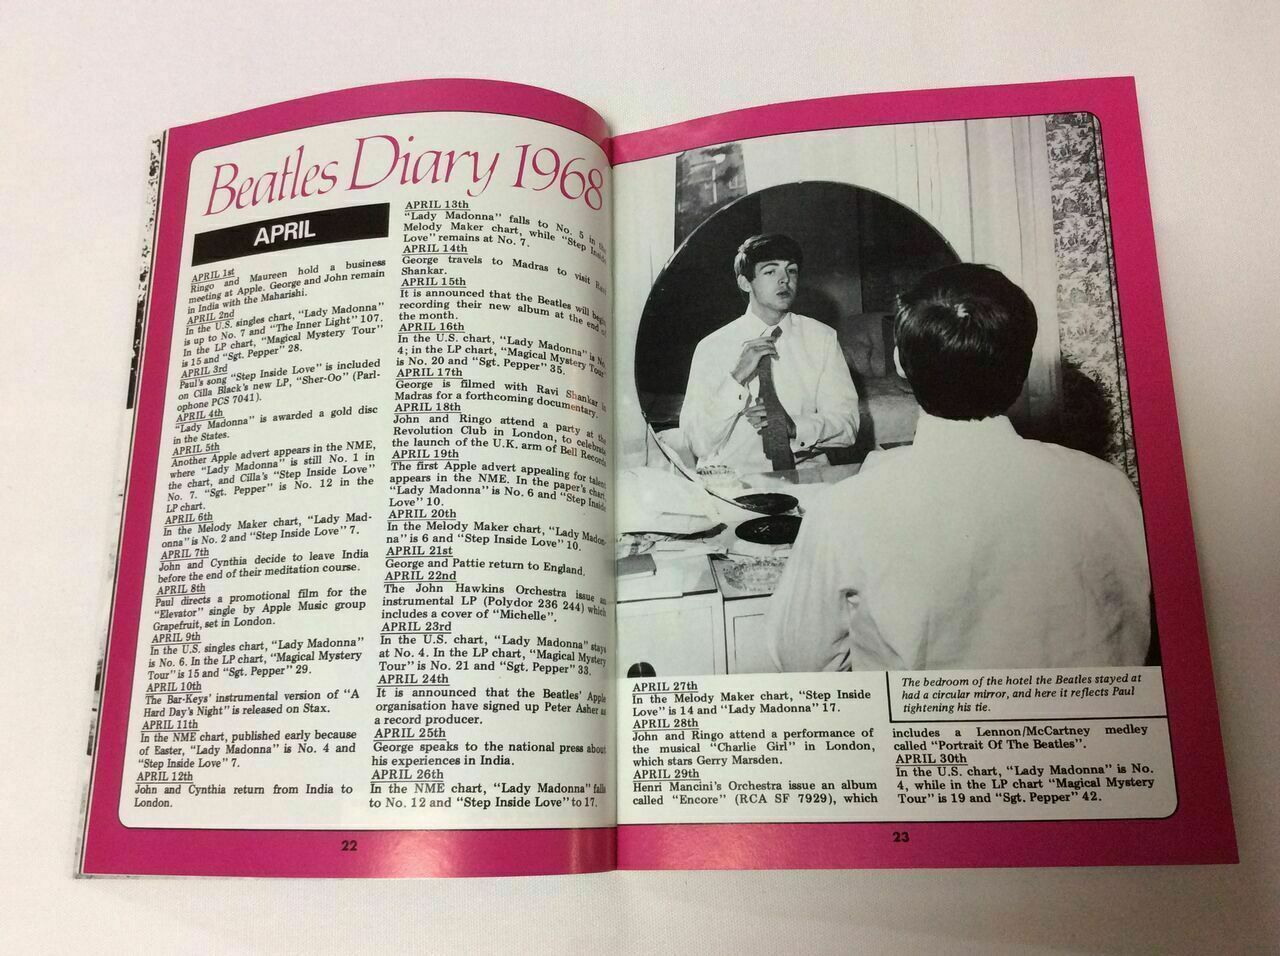 Beatles Diary 1968
APRIL
APRIL 1st
Ringo and Maureen hold a business
meeting at Apple. George and John remain
in India with the Maharishi.
APRIL 2nd
In the U.S. singles chart, "Lady Madonna"
is up to No. 7 and "The Inner Light" 107.
In the LP chart, "Magical Mystery Tour"
is 15 and "Sgt. Pepper" 28.
APRIL 3rd
Paul's song "Step Inside Love" is included
on Cilla Black's new LP, "Sher-Oo" (Parl-
ophone PCS 7041).
APRIL 4th
"Lady Madonna" is awarded a gold disc
in the States.
APRIL 5th
Another Apple advert appears in the NME,
where "Lady Madonna" is still No. 1 in
the chart, and Cilla's "Step Inside Love"
No. 7. "Sgt. Pepper" is No. 12 in the
LP chart.
APRIL 6th
In the Melody Maker chart, "Lady Mad-
onna" is No. 2 and "Step Inside Love" 7.
APRIL 7th
John and Cynthia decide to leave India
before the end of their meditation course.
APRIL 8th
Paul directs a promotional film for the
"Elevator" single by Apple Music group
Grapefruit, set in London.
APRIL 9th
In the U.S. singles chart, "Lady Madonna"
is No. 6. In the LP chart, "Magical Mystery
Tour" is 15 and "Sgt. Pepper" 29.
APRIL 10th
The Bar-Keys' instrumental version of "A
Hard Day's Night" is released on Stax.
APRIL 11th
In the NME chart, published early because
of Easter, "Lady Madonna" is No. 4 and
"Step Inside Love" 7.
APRIL 12th
John and Cynthia return from India to
London.
APRIL 13th
"Lady Madonna" falls to No. 5 in the
Melody Maker chart, while "Step Inside
Love" remains at No. 7.
APRIL 14th
George travels to Madras to visit Ravi
Shankar.
APRIL 15th
It is announced that the Beatles will begin
recording their new album at the end of
the month.
APRIL 16th
In the U.S. chart, "Lady Madonna" is No.
4; in the LP chart, "Magical Mystery Tour"
is No. 20 and "Sgt. Pepper" 35.
APRIL 17th
George is filmed with Ravi Shankar in
Madras for a forthcoming documentary.
APRIL 18th
John and Ringo attend a party at the
Revolution Club in London, to celebrate
the launch of the U.K. arm of Bell Records
APRIL 19th
The first Apple advert appealing for talent
appears in the NME. In the paper's chart,
"Lady Madonna" is No. 6 and "Step Inside
Love" 10.
APRIL 20th
In the Melody Maker chart, "Lady Madon-
na" is 6 and "Step Inside Love" 10.
APRIL 21st
George and Pattie return to England.
APRIL 22nd
The John Hawkins Orchestra issue an
instrumental LP (Polydor 236 244) which
includes a cover of "Michelle".
APRIL 23rd
In the U.S. chart, "Lady Madonna" stays
at No. 4. In the LP chart, "Magical Mystery
Tour" is No. 21 and "Sgt. Pepper" 33.
APRIL 24th
It is announced that the Beatles' Apple
organisation have signed up Peter Asher as
a record producer.
APRIL 25th
George speaks to the national press about
his experiences in India.
APRIL 26th
In the NME chart, "Lady Madonna" falls
to No. 12 and "Step Inside Love" to 17.
22
APRIL 27th
In the Melody Maker chart, "Step Inside
Love" is 14 and "Lady Madonna" 17.
APRIL 28th
John and Ringo attend a performance of
the musical "Charlie Girl" in London,
which stars Gerry Marsden.
APRIL 29th
Henri Mancini's Orchestra issue an album
called "Encore" (RCA SF 7929), which
The bedroom of the hotel the Beatles stayed at
had a circular mirror, and here it reflects Paul
tightening his tie.
includes a Lennon/McCartney medley
called "Portrait Of The Beatles".
APRIL 30th
In the U.S. chart, "Lady Madonna" is No.
4, while in the LP chart "Magical Mystery
Tour" is 19 and "Sgt. Pepper" 42.
23